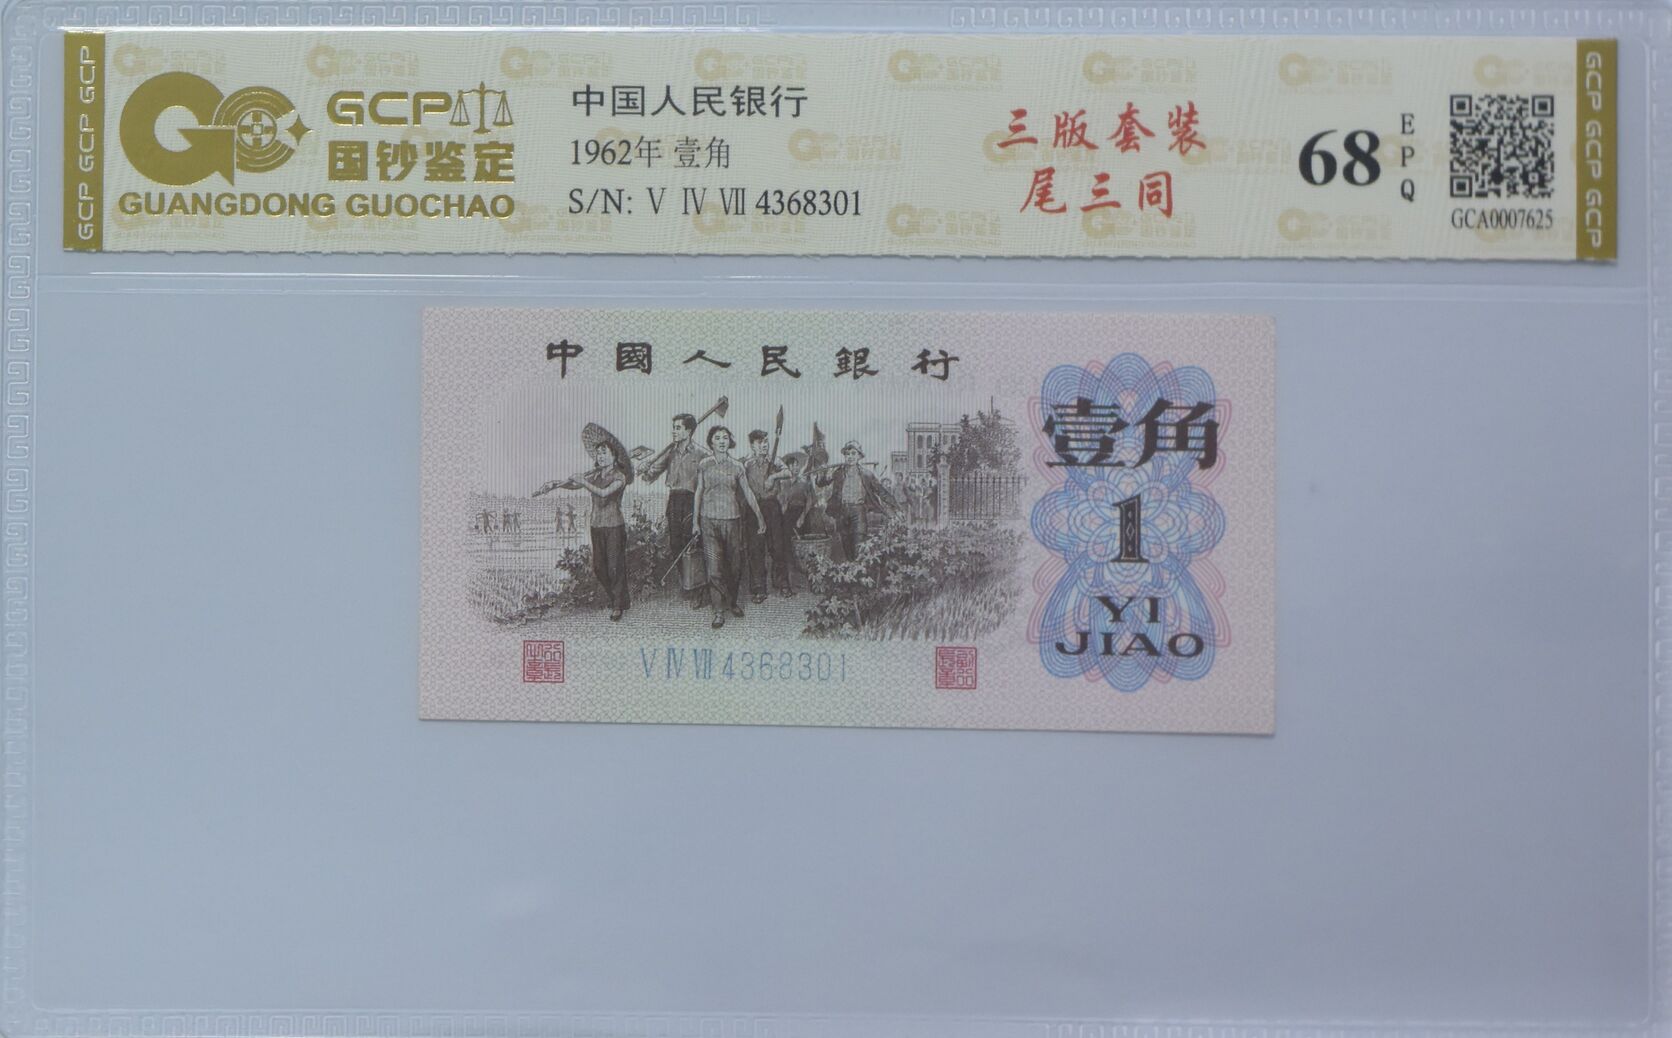 GCP GCP GCP
GCP
国钞鉴定
GUANGDONG GUOCHAO
中国人民银行
1962年 壹角
S/N: Ⅴ Ⅳ Ⅶ 4368301
三版套装
尾三同
68
EPQ
GCA0007625
GCP GCP GCP
中國人民銀行
壹角
1
YI
JIAO
Ⅴ Ⅳ Ⅶ 4368301